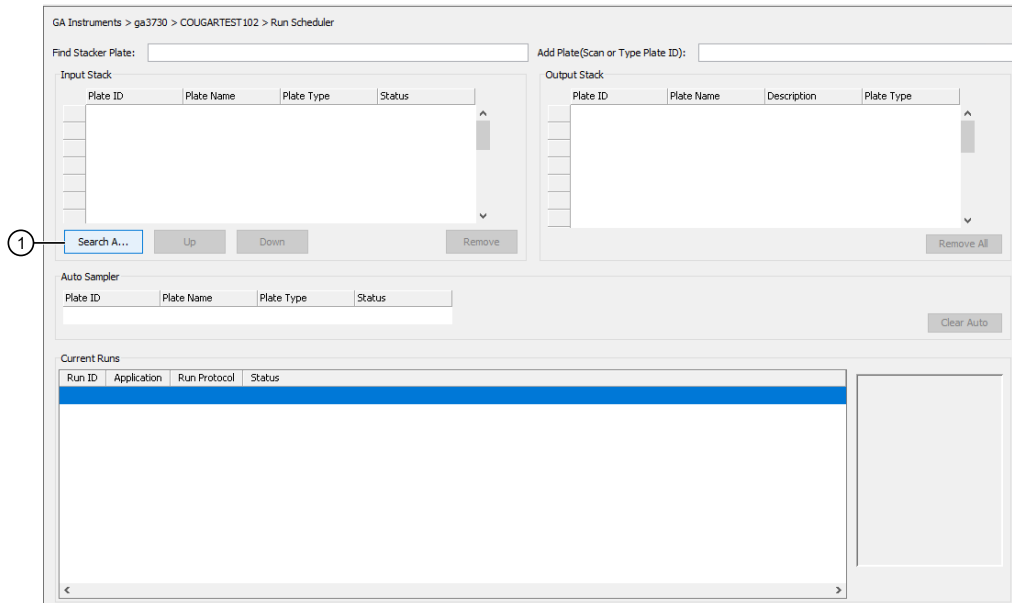 GA Instruments > ga3730 > COUGARTEST102 > Run Scheduler
Find Stacker Plate: Add Plate(Scan or Type Plate ID):
Input Stack
Plate ID Plate Name Plate Type Status
Output Stack
Plate ID Plate Name Description Plate Type
1
Search A... Up Down Remove
Remove All
Auto Sampler
Plate ID Plate Name Plate Type Status
Clear Auto
Current Runs
Run ID Application Run Protocol Status